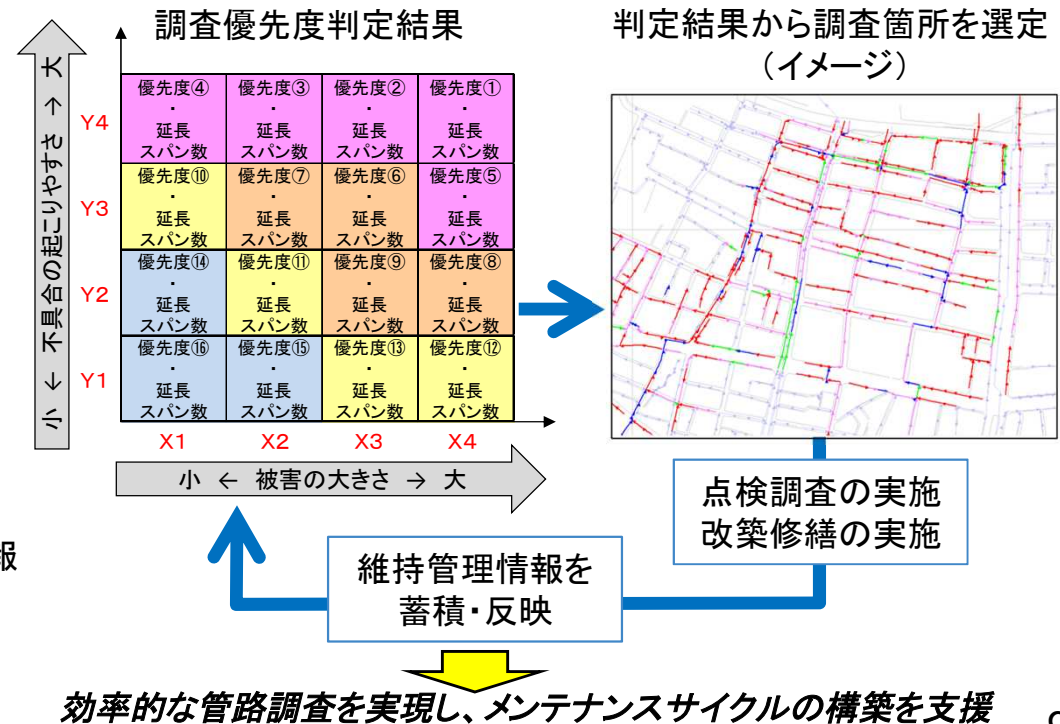 調査優先度判定結果
判定結果から調査箇所を選定
(イメージ)
小 ← 不具合の起こりやすさ → 大
Y4
優先度④
・
延長
スパン数
優先度③
・
延長
スパン数
優先度②
・
延長
スパン数
優先度①
・
延長
スパン数
Y3
優先度⑩
・
延長
スパン数
優先度⑦
・
延長
スパン数
優先度⑥
・
延長
スパン数
優先度⑤
・
延長
スパン数
Y2
優先度⑭
・
延長
スパン数
優先度⑪
・
延長
スパン数
優先度⑨
・
延長
スパン数
優先度⑧
・
延長
スパン数
Y1
優先度⑯
・
延長
スパン数
優先度⑮
・
延長
スパン数
優先度⑬
・
延長
スパン数
優先度⑫
・
延長
スパン数
X1 X2 X3 X4
小 ← 被害の大きさ → 大
点検調査の実施
改築修繕の実施
報
維持管理情報を
蓄積・反映
効率的な管路調査を実現し、メンテナンスサイクルの構築を支援